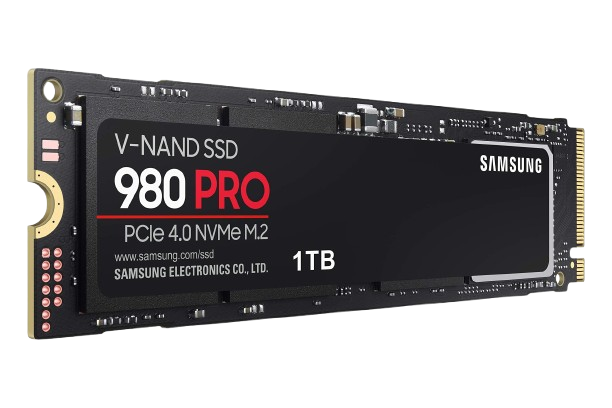 V-NAND SSD
980 PRO
PCIe 4.0 NVMe M.2
www.samsung.com/ssd
SAMSUNG ELECTRONICS CO., LTD.
1TB
SAMSUNG